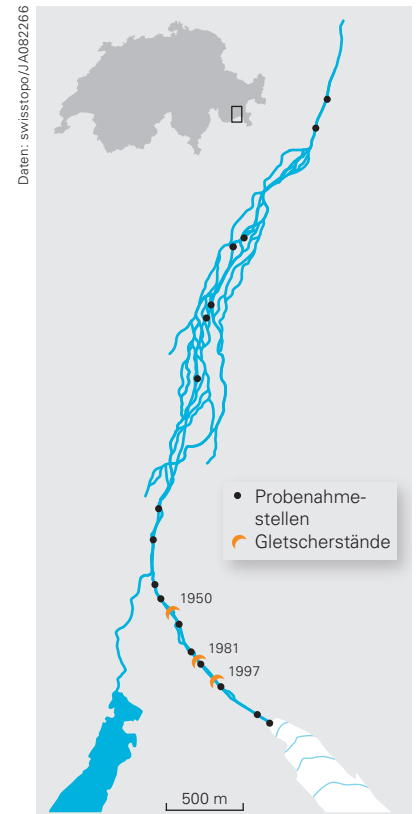 Daten: swisstopo/JA082266
Probenahme-
stellen
Gletscherstände
1950
1981
1997
500 m